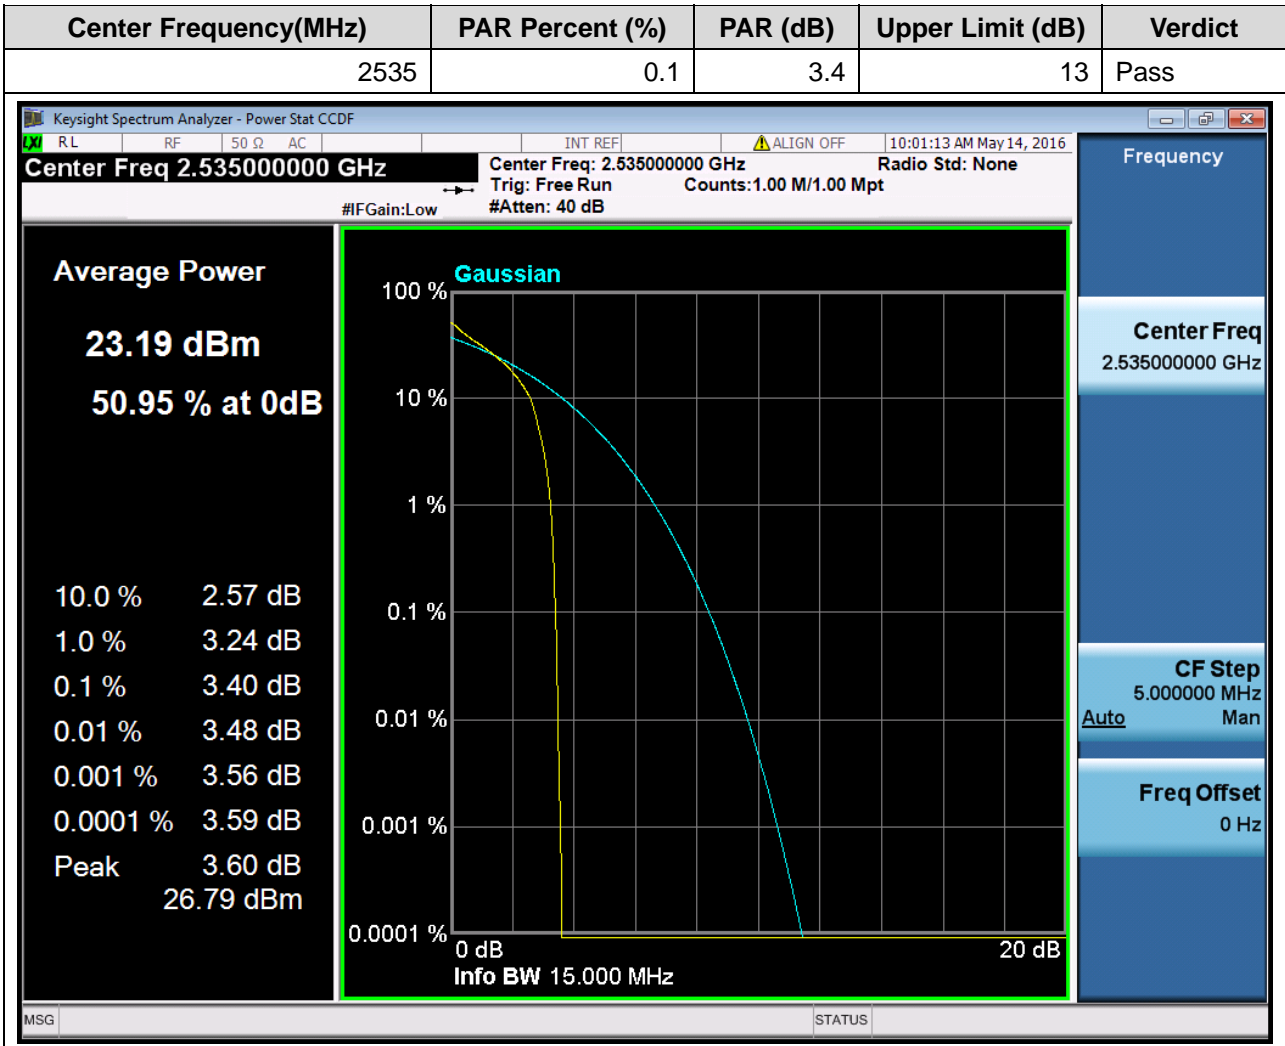 Center Frequency(MHz) PAR Percent (%) PAR (dB) Upper Limit (dB) Verdict
2535 0.1 3.4 13 Pass
Keysight Spectrum Analyzer - Power Stat CCDF
LXI RL RF 50 Ω AC INT REF ALIGN OFF 10:01:13 AM May 14, 2016
Center Freq 2.535000000 GHz
Center Freq: 2.535000000 GHz Radio Std: None
Trig: Free Run Counts:1.00 M/1.00 Mpt
#IFGain:Low #Atten: 40 dB
Frequency
Average Power
23.19 dBm
50.95 % at 0dB
10.0 % 2.57 dB
1.0 % 3.24 dB
0.1 % 3.40 dB
0.01 % 3.48 dB
0.001 % 3.56 dB
0.0001 % 3.59 dB
Peak 3.60 dB
26.79 dBm
Gaussian
100 %
10 %
1 %
0.1 %
0.01 %
0.001 %
0.0001 %
0 dB 20 dB
Info BW 15.000 MHz
Center Freq
2.535000000 GHz
CF Step
5.000000 MHz
Auto Man
Freq Offset
0 Hz
MSG STATUS